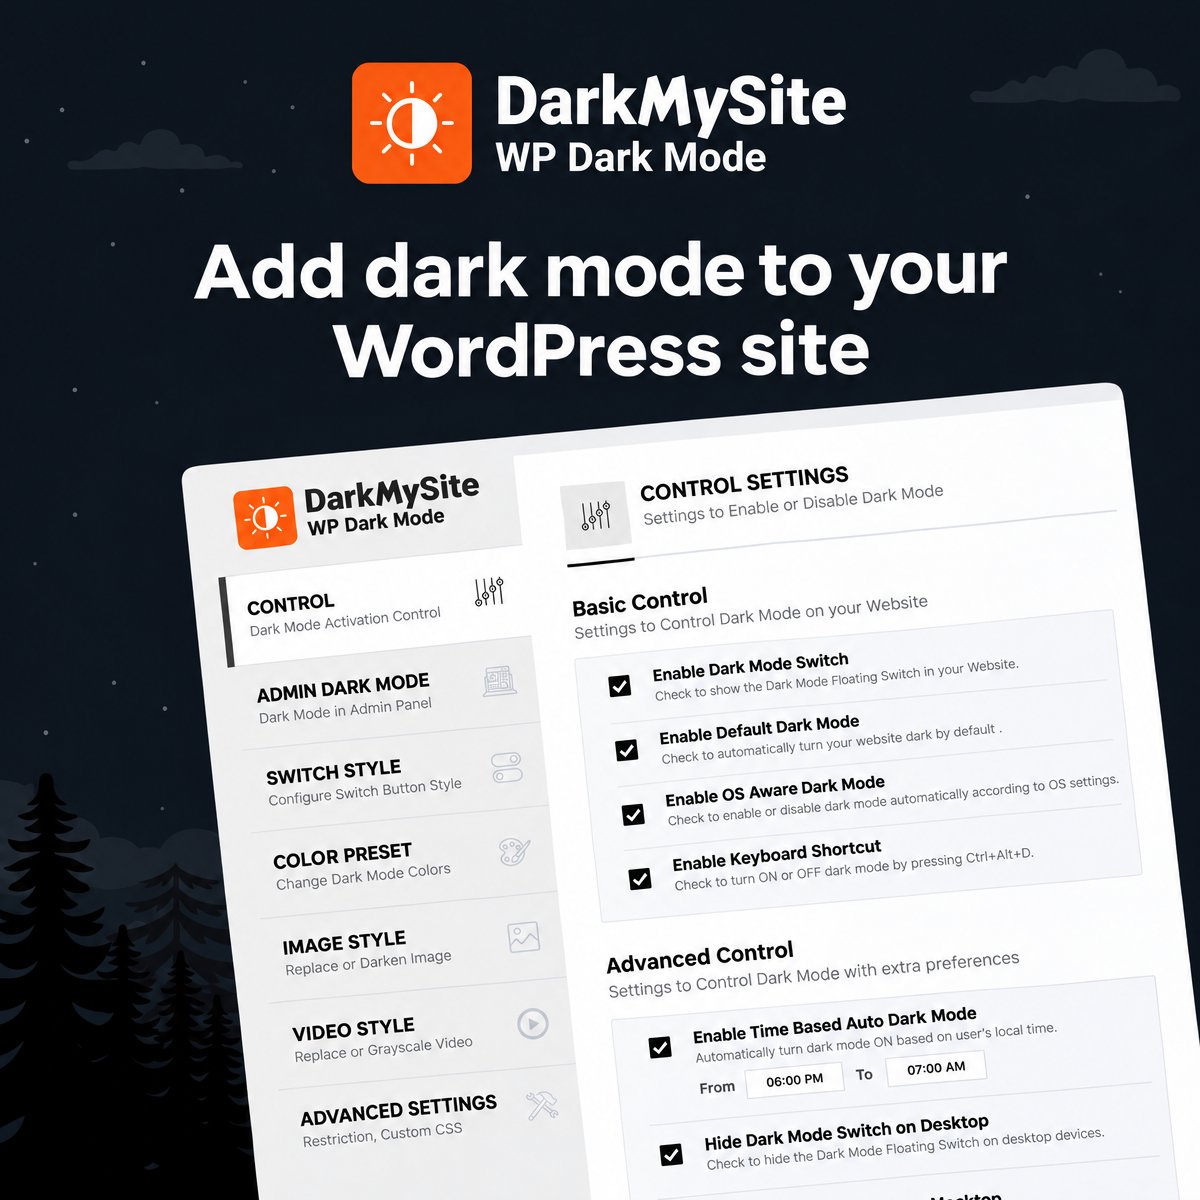 DarkMySite
WP Dark Mode
Add dark mode to your
WordPress site
DarkMySite
WP Dark Mode
CONTROL
Dark Mode Activation Control
ADMIN DARK MODE
Dark Mode in Admin Panel
SWITCH STYLE
Configure Switch Button Style
COLOR PRESET
Change Dark Mode Colors
IMAGE STYLE
Replace or Darken Image
VIDEO STYLE
Replace or Grayscale Video
ADVANCED SETTINGS
Restriction, Custom CSS
CONTROL SETTINGS
Settings to Enable or Disable Dark Mode
Basic Control
Settings to Control Dark Mode on your Website
Enable Dark Mode Switch
Check to show the Dark Mode Floating Switch in your Website.
Enable Default Dark Mode
Check to automatically turn your website dark by default .
Enable OS Aware Dark Mode
Check to enable or disable dark mode automatically according to OS settings.
Enable Keyboard Shortcut
Check to turn ON or OFF dark mode by pressing Ctrl+Alt+D.
Advanced Control
Settings to Control Dark Mode with extra preferences
Enable Time Based Auto Dark Mode
Automatically turn dark mode ON based on user's local time.
From 06:00 PM To 07:00 AM
Hide Dark Mode Switch on Desktop
Check to hide the Dark Mode Floating Switch on desktop devices.